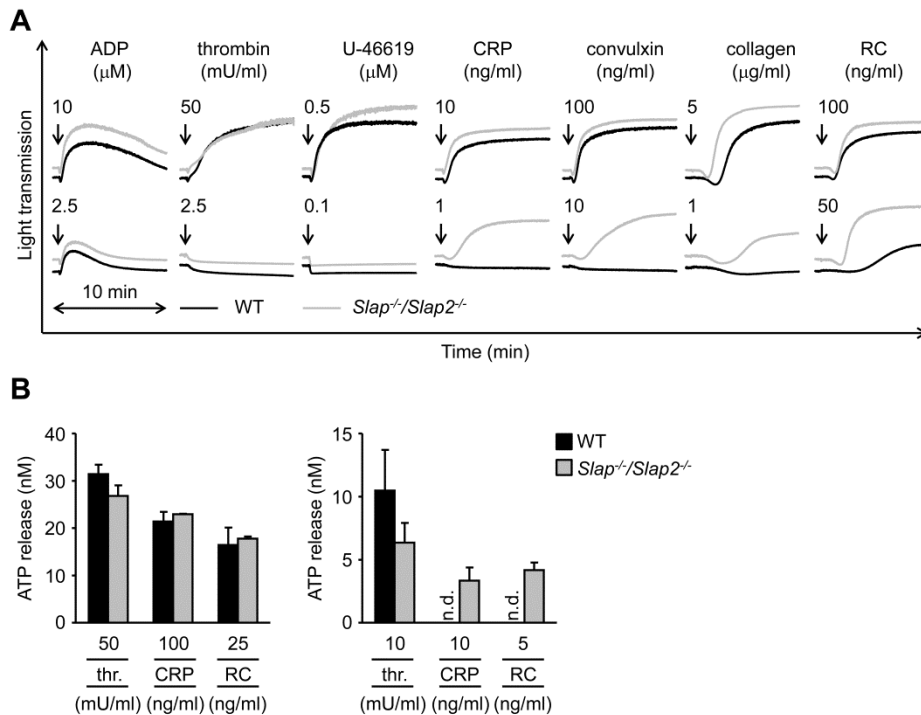 A
ADP thrombin U-46619 CRP convulxin collagen RC
(μM) (mU/ml) (μM) (ng/ml) (ng/ml) (μg/ml) (ng/ml)
10 50 0.5 10 100 5 100
2.5 2.5 0.1 1 10 1 50
Light transmission
10 min WT Slap-/-/Slap2-/-
Time (min)
B
ATP release (nM)
40
30
20
10
0
50 100 25
thr. CRP RC
(mU/ml) (ng/ml) (ng/ml)
ATP release (nM)
15
10
5
0
n.d. n.d.
10 10 5
thr. CRP RC
(mU/ml) (ng/ml) (ng/ml)
WT
Slap-/-/Slap2-/-